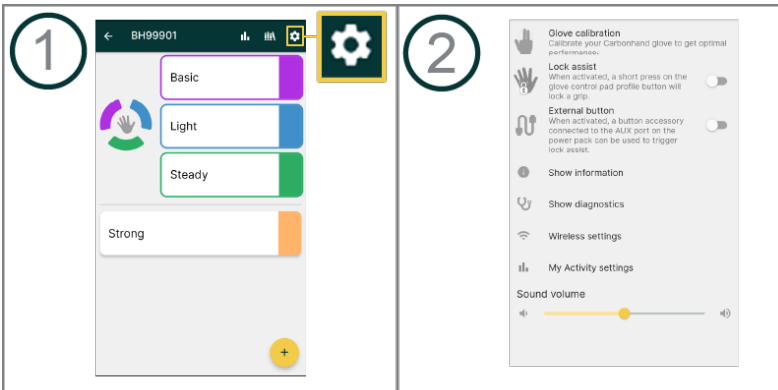 1
BH99901
Basic
Light
Steady
Strong
+
2
Glove calibration
Calibrate your Carbonhand glove to get optimal
performance.
Lock assist
When activated, a short press on the
glove control pad profile button will
lock a grip.
External button
When activated, a button accessory
connected to the AUX port on the
power pack can be used to trigger
lock assist.
Show information
Show diagnostics
Wireless settings
My Activity settings
Sound volume